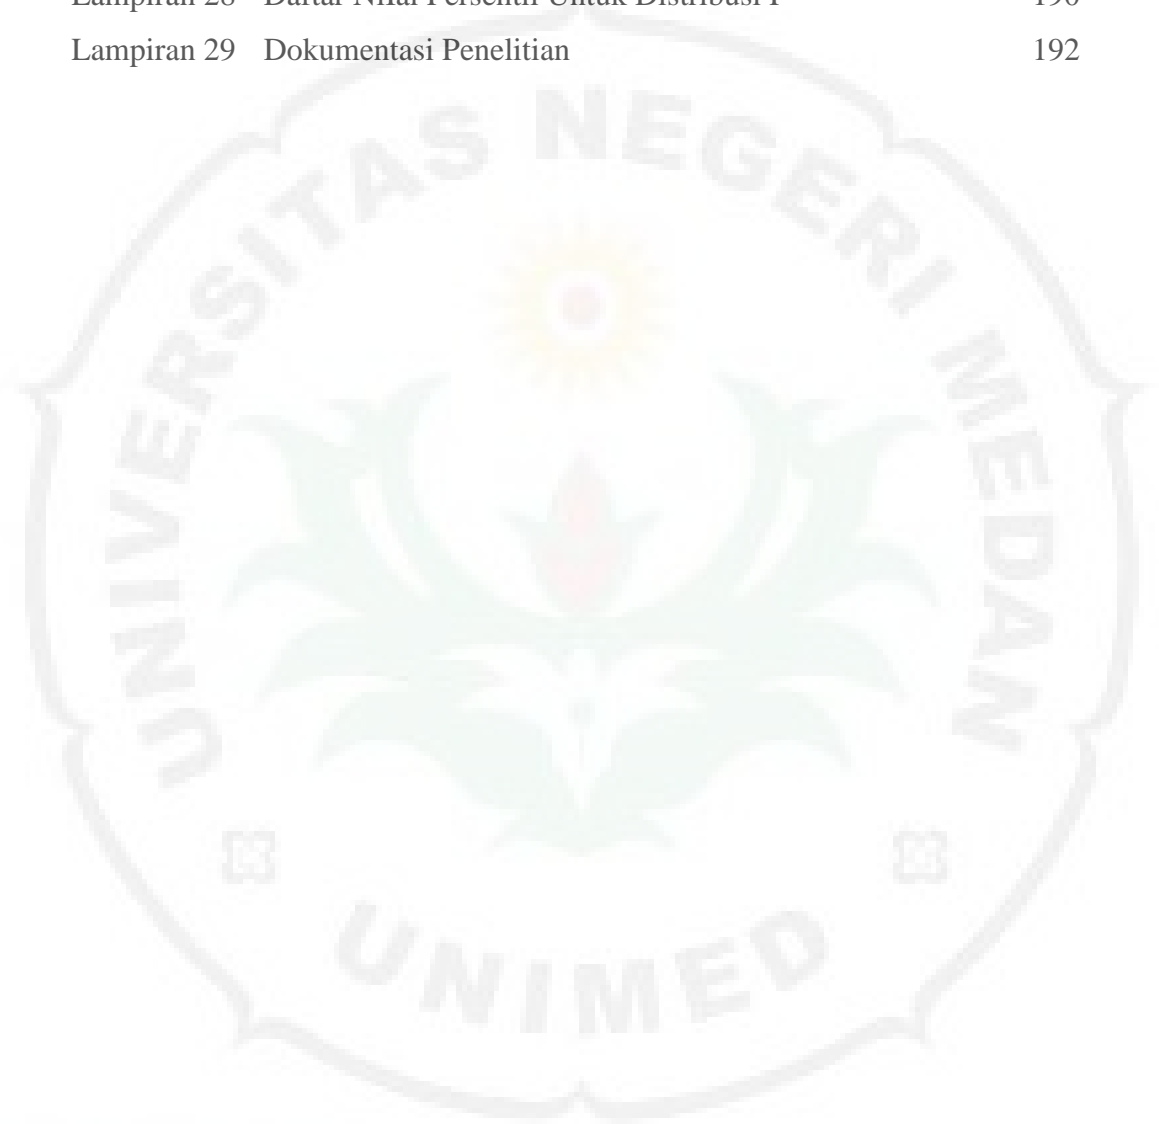 Lampiran 28 Daftar Nilai Persentil Untuk Distribusi F 190
Lampiran 29 Dokumentasi Penelitian 192
UNIVERSITAS NEGERI MEDAN
UNIMED